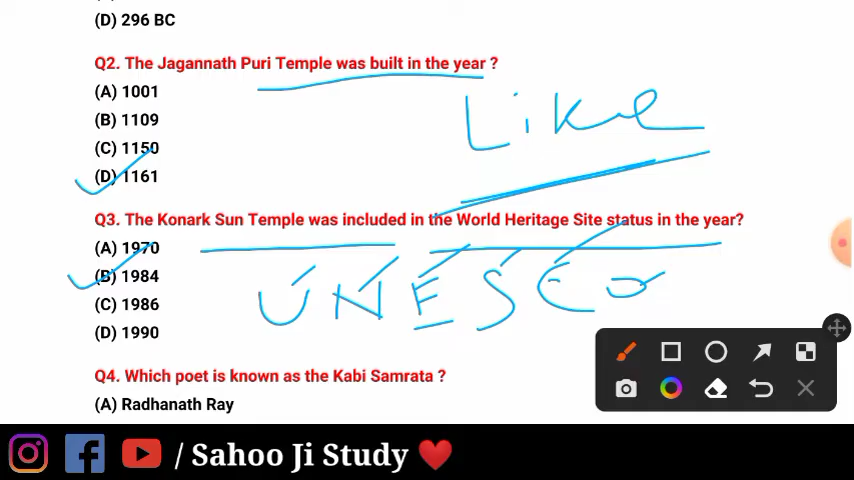 (D) 296 BC
Q2. The Jagannath Puri Temple was built in the year ?
(A) 1001
(B) 1109
Like
(C) 1150
(D) 1161
Q3. The Konark Sun Temple was included in the World Heritage Site status in the year?
(A) 1970
(B) 1984
UNESCO
(C) 1986
(D) 1990
Q4. Which poet is known as the Kabi Samrata ?
(A) Radhanath Ray
/ Sahoo Ji Study